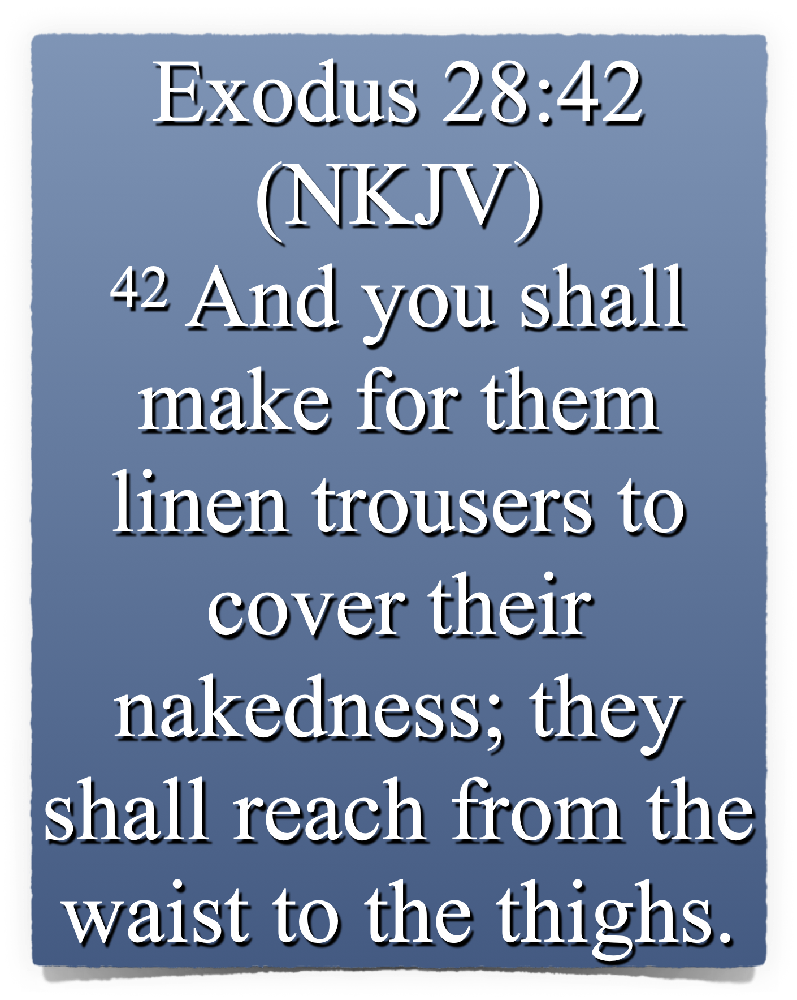 Exodus 28:42
(NKJV)
42 And you shall
make for them
linen trousers to
cover their
nakedness; they
shall reach from the
waist to the thighs.